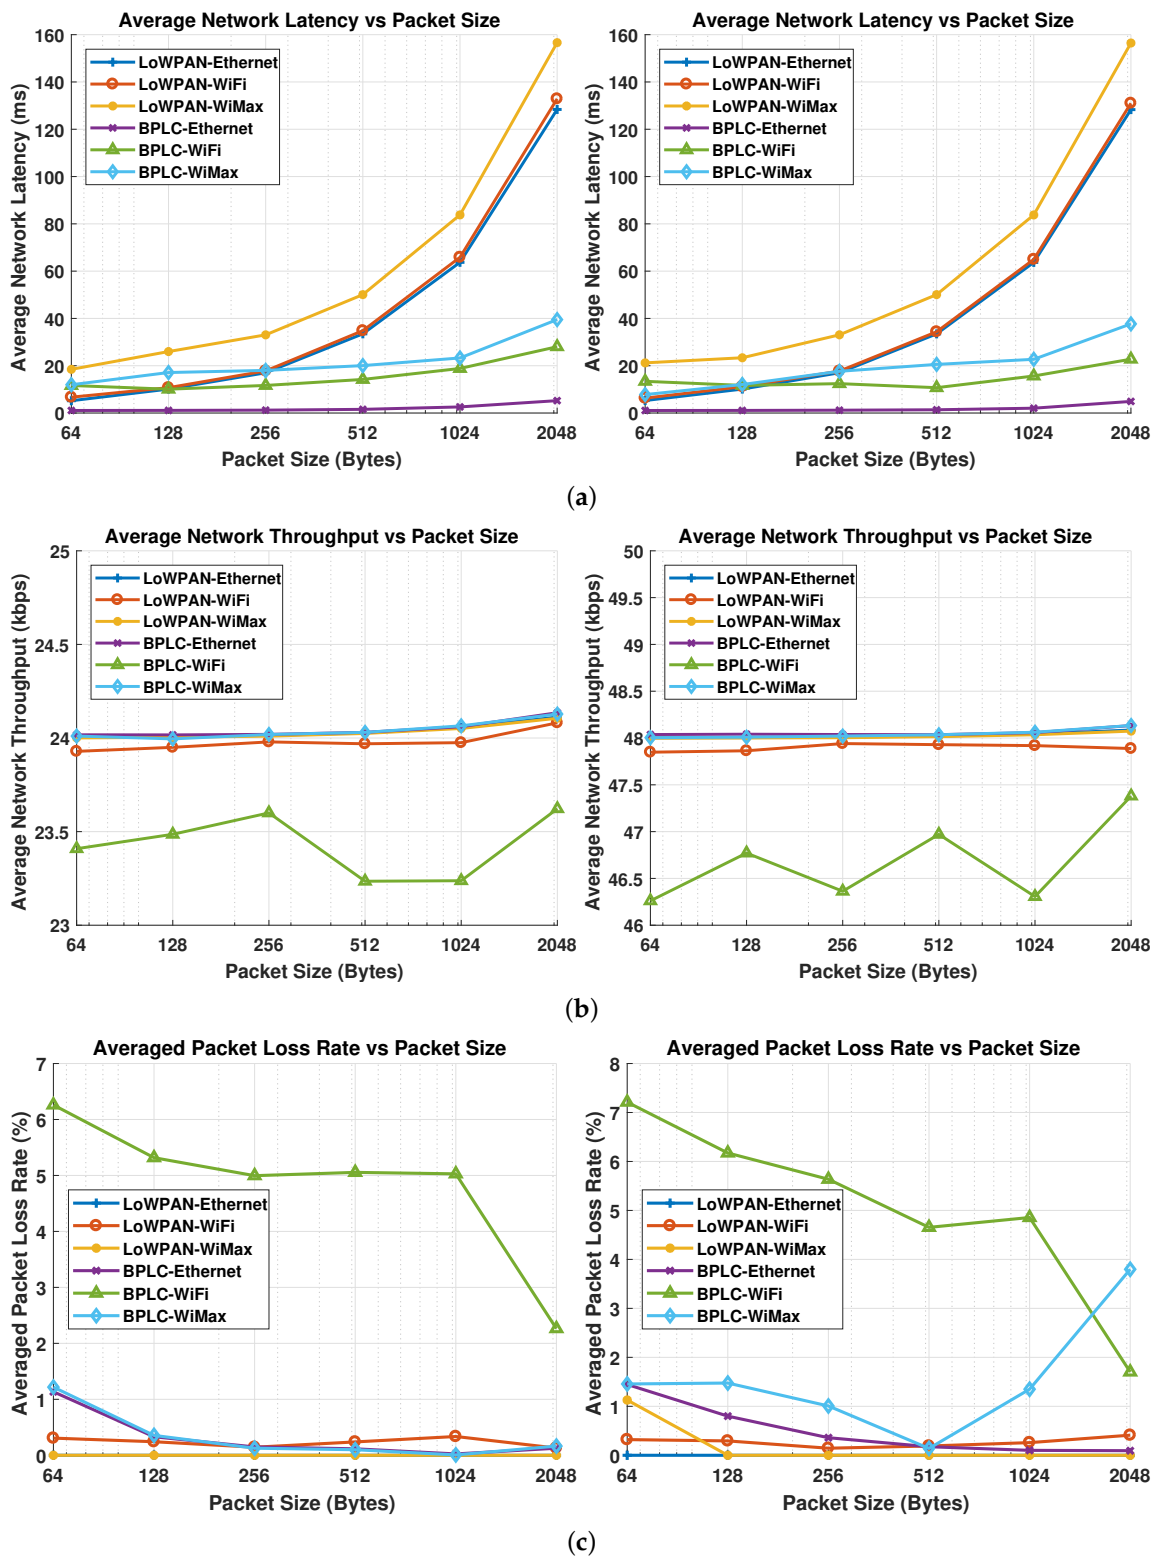 Average Network Latency vs Packet Size
Average Network Latency (ms)
160
140
120
100
80
60
40
20
0
LoWPAN-Ethernet
LoWPAN-WiFi
LoWPAN-WiMax
BPLC-Ethernet
BPLC-WiFi
BPLC-WiMax
64 128 256 512 1024 2048
Packet Size (Bytes)
Average Network Latency vs Packet Size
Average Network Latency (ms)
160
140
120
100
80
60
40
20
0
LoWPAN-Ethernet
LoWPAN-WiFi
LoWPAN-WiMax
BPLC-Ethernet
BPLC-WiFi
BPLC-WiMax
64 128 256 512 1024 2048
Packet Size (Bytes)
(a)
Average Network Throughput vs Packet Size
Average Network Throughput (kbps)
25
24.5
24
23.5
23
LoWPAN-Ethernet
LoWPAN-WiFi
LoWPAN-WiMax
BPLC-Ethernet
BPLC-WiFi
BPLC-WiMax
64 128 256 512 1024 2048
Packet Size (Bytes)
Average Network Throughput vs Packet Size
Average Network Throughput (kbps)
50
49.5
49
48.5
48
47.5
47
46.5
46
LoWPAN-Ethernet
LoWPAN-WiFi
LoWPAN-WiMax
BPLC-Ethernet
BPLC-WiFi
BPLC-WiMax
64 128 256 512 1024 2048
Packet Size (Bytes)
(b)
Averaged Packet Loss Rate vs Packet Size
Averaged Packet Loss Rate (%)
7
6
5
4
3
2
1
0
LoWPAN-Ethernet
LoWPAN-WiFi
LoWPAN-WiMax
BPLC-Ethernet
BPLC-WiFi
BPLC-WiMax
64 128 256 512 1024 2048
Packet Size (Bytes)
Averaged Packet Loss Rate vs Packet Size
Averaged Packet Loss Rate (%)
8
7
6
5
4
3
2
1
0
LoWPAN-Ethernet
LoWPAN-WiFi
LoWPAN-WiMax
BPLC-Ethernet
BPLC-WiFi
BPLC-WiMax
64 128 256 512 1024 2048
Packet Size (Bytes)
(c)